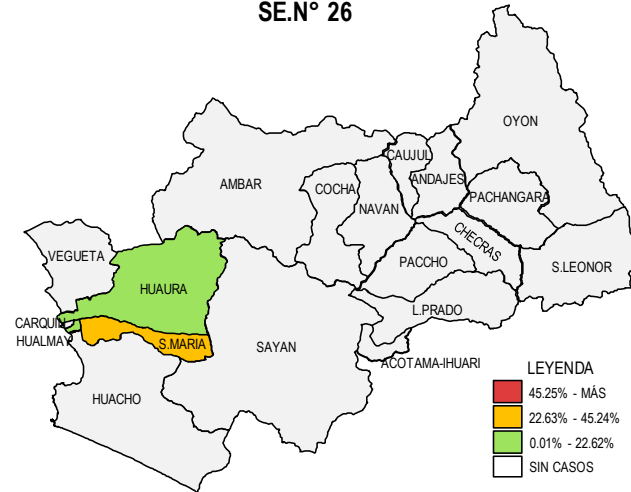 SE.N° 26
OYON
CAUJUL
ANDAJES
AMBAR
COCHA
NAVAN
PACHANGARA
CHECRAS
VEGUETA
PACCHO
S.LEONOR
HUAURA
L.PRADO
CARQUIN
HUALMAY
S.MARIA
SAYAN
ACOTAMA-IHUARI
HUACHO
LEYENDA
45.25% - MÁS
22.63% - 45.24%
0.01% - 22.62%
SIN CASOS